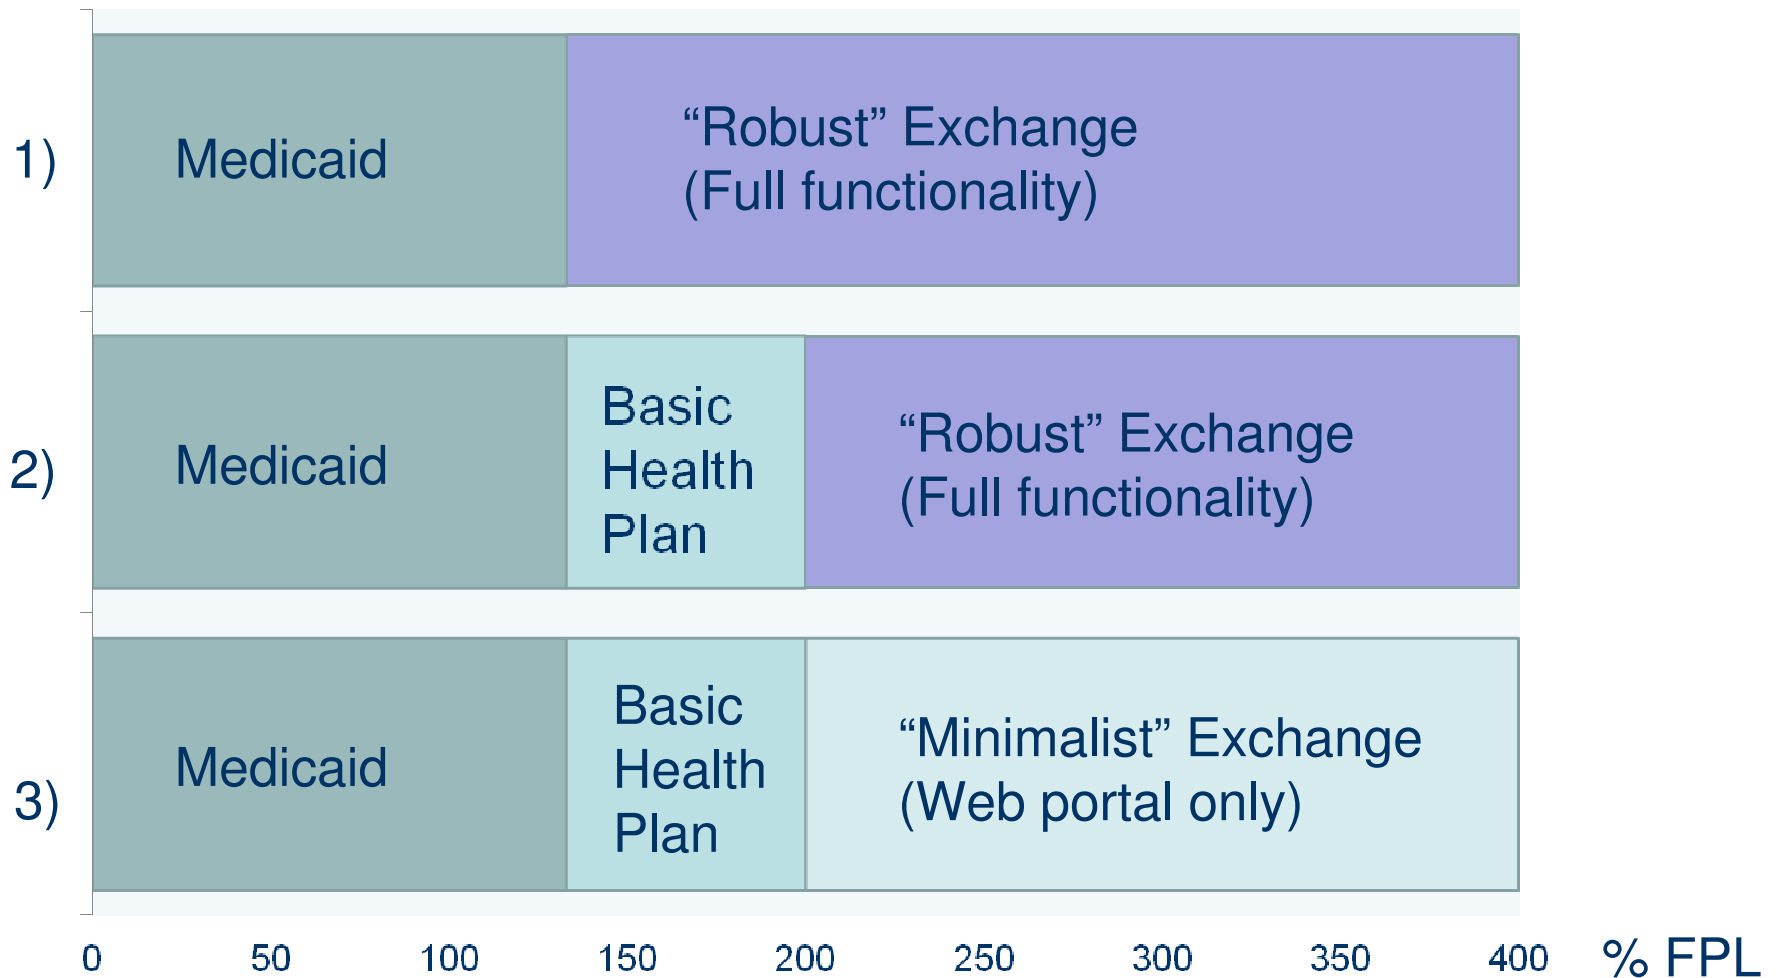 1)
Medicaid
“Robust” Exchange
(Full functionality)
2)
Medicaid
Basic
Health
Plan
“Robust” Exchange
(Full functionality)
3)
Medicaid
Basic
Health
Plan
“Minimalist” Exchange
(Web portal only)
0 50 100 150 200 250 300 350 400 % FPL